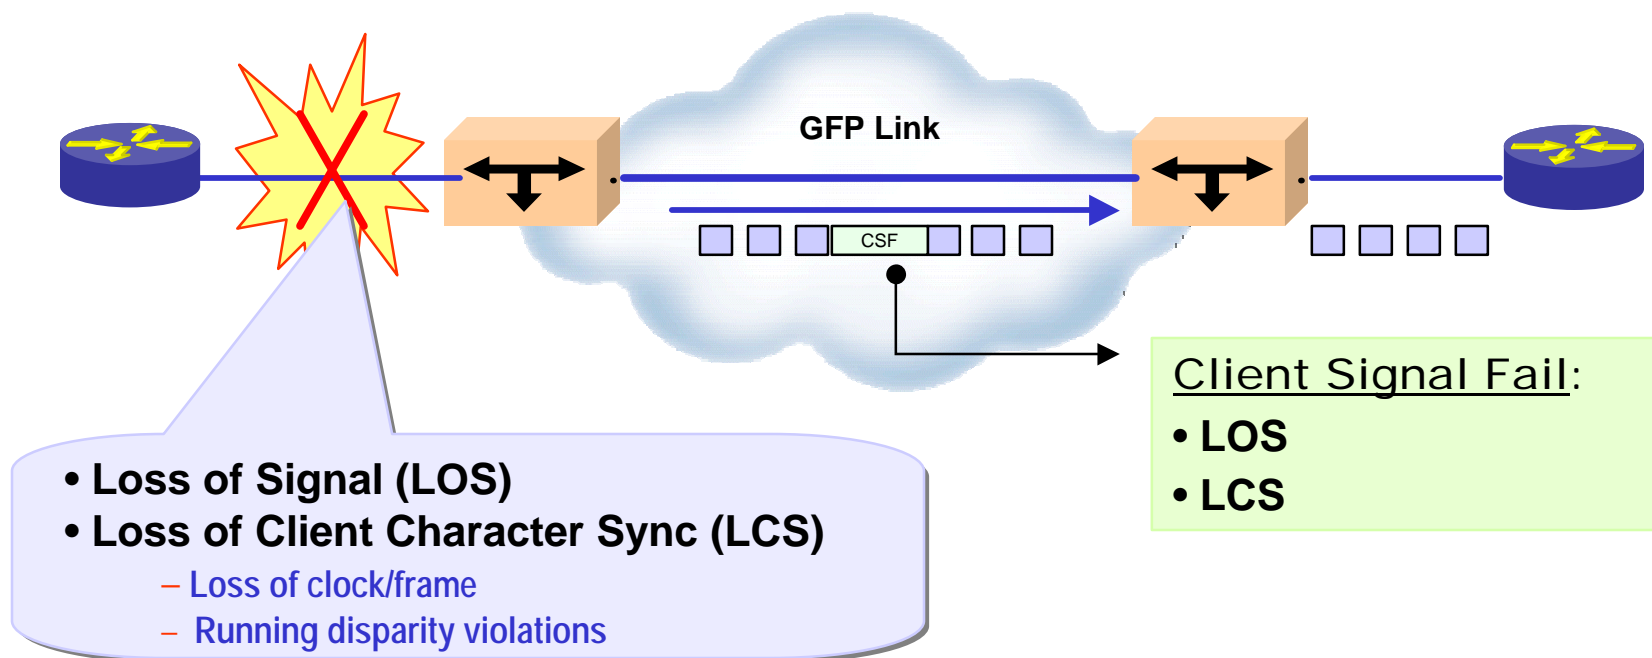 GFP Link
CSF
Client Signal Fail:
• LOS
• LCS
• Loss of Signal (LOS)
• Loss of Client Character Sync (LCS)
– Loss of clock/frame
– Running disparity violations